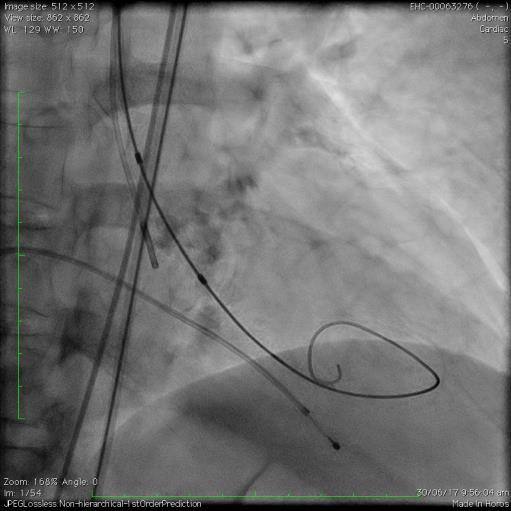 Image size: 512 x 512
View size: 862 x 862
WL: 129 WW: 150
EHC-00063276 ( -, -)
Abdomen
Cardiac
5
Zoom: 168% Angle: 0
Im: 1/54
JPEGLossless Non-hierarchical-1stOrderPrediction
30/06/17 9:56:04 am
Made In Horos